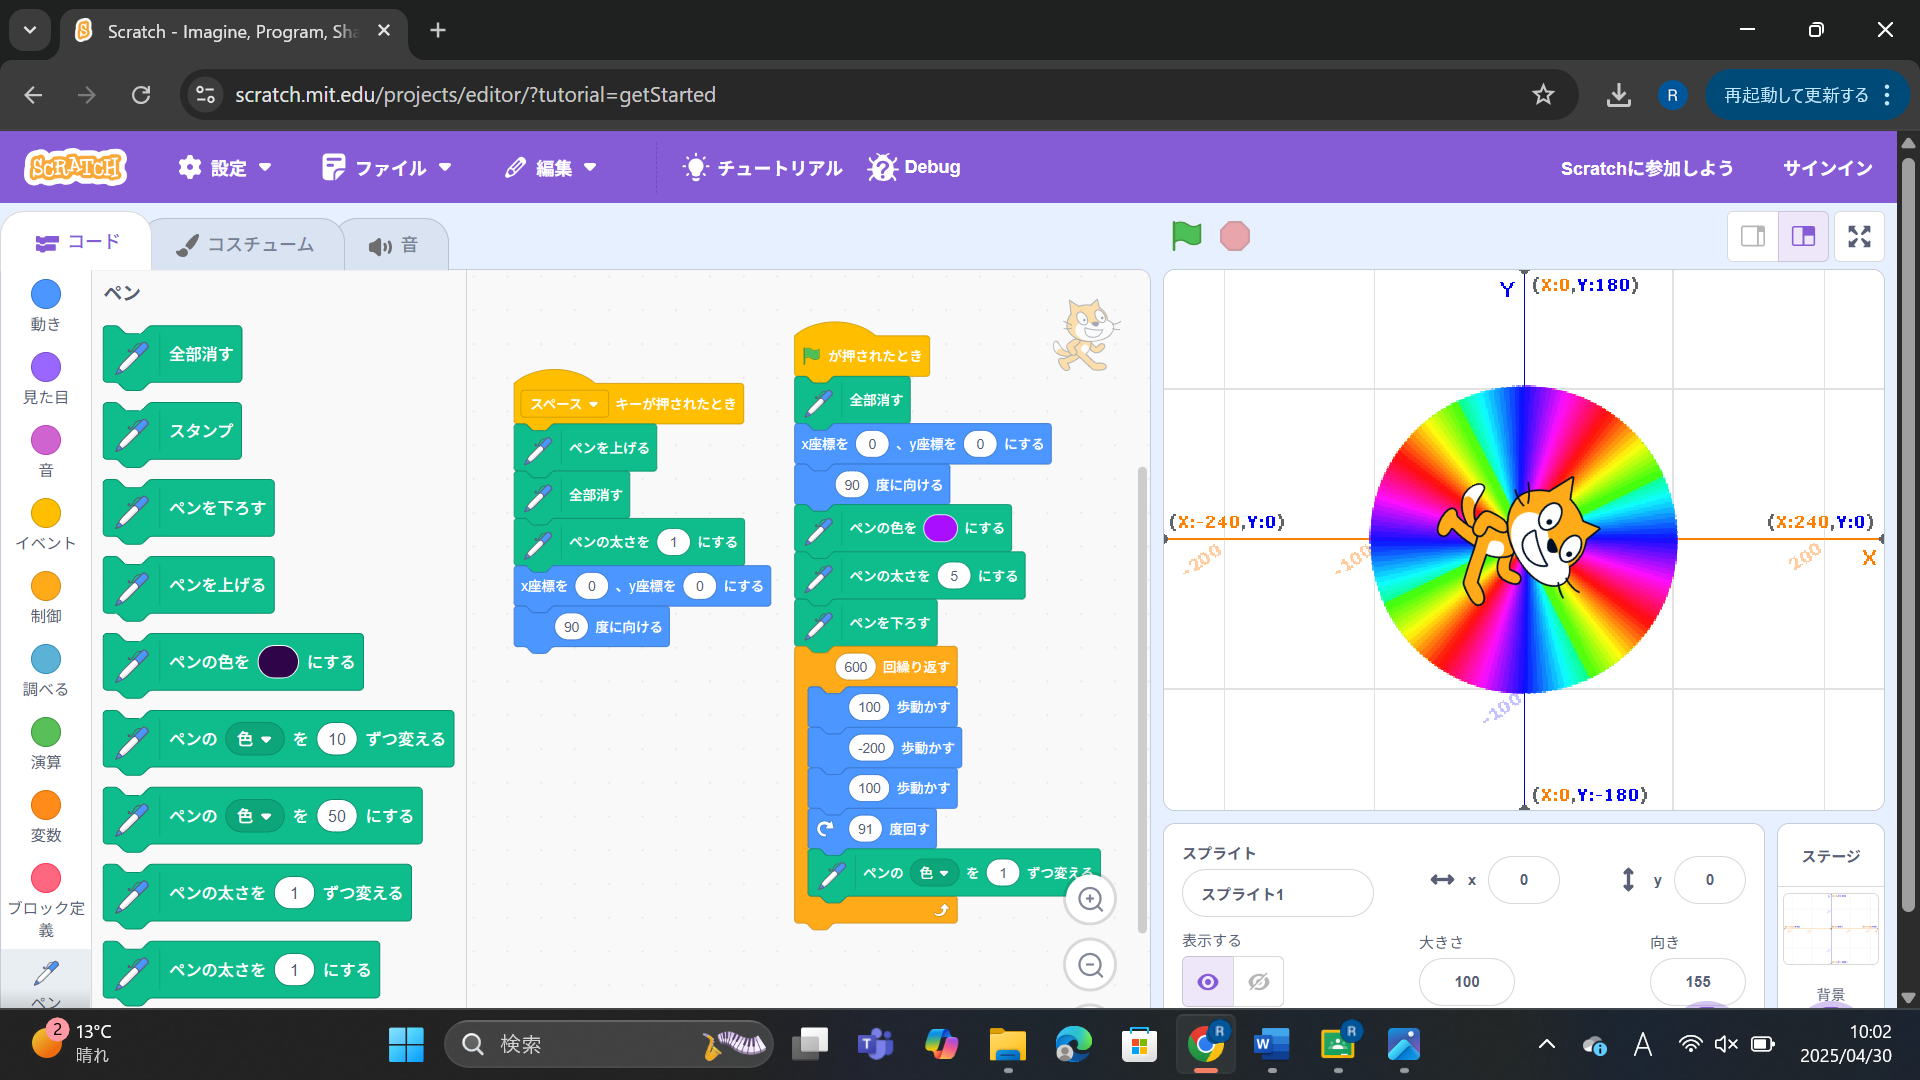 Scratch - Imagine, Program, Sha
scratch.mit.edu/projects/editor/?tutorial=getStarted
R
再起動して更新する
SCRATCH
設定
ファイル
編集
チュートリアル
Debug
Scratchに参加しよう
サインイン
コード
コスチューム
音
動き
見た目
音
イベント
制御
調べる
演算
変数
ブロック定
義
ペン
ペン
全部消す
スタンプ
ペンを下ろす
ペンを上げる
ペンの色を にする
ペンの 色 を 10 ずつ変える
ペンの 色 を 50 にする
ペンの太さを 1 ずつ変える
ペンの太さを 1 にする
スペース キーが押されたとき
ペンを上げる
全部消す
ペンの太さを 1 にする
x座標を 0 、y座標を 0 にする
90 度に向ける
が押されたとき
全部消す
x座標を 0 、y座標を 0 にする
90 度に向ける
ペンの色を にする
ペンの太さを 5 にする
ペンを下ろす
600 回繰り返す
100 歩動かす
-200 歩動かす
100 歩動かす
91 度回す
ペンの 色 を 1 ずつ変える
Y (X:0,Y:180)
(X:-240,Y:0)
(X:240,Y:0)
-200
-100
200
X
-100
(X:0,Y:-180)
スプライト
スプライト1
x 0
y 0
表示する
大きさ
100
向き
155
ステージ
背景
2
13°C
晴れ
検索
T
R
W
R
A
10:02
2025/04/30